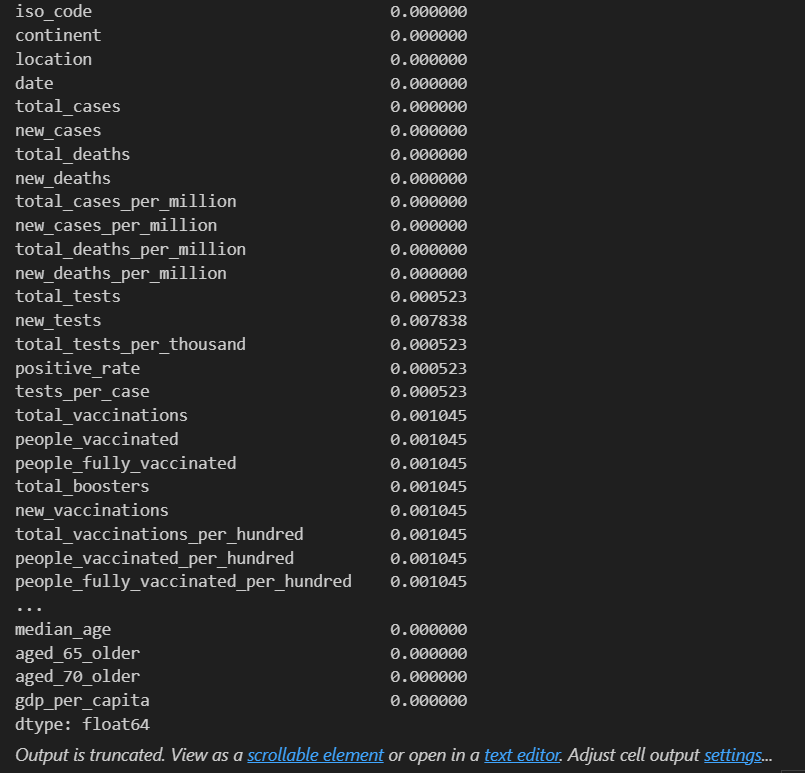 iso_code 0.000000
continent 0.000000
location 0.000000
date 0.000000
total_cases 0.000000
new_cases 0.000000
total_deaths 0.000000
new_deaths 0.000000
total_cases_per_million 0.000000
new_cases_per_million 0.000000
total_deaths_per_million 0.000000
new_deaths_per_million 0.000000
total_tests 0.000523
new_tests 0.007838
total_tests_per_thousand 0.000523
positive_rate 0.000523
tests_per_case 0.000523
total_vaccinations 0.001045
people_vaccinated 0.001045
people_fully_vaccinated 0.001045
total_boosters 0.001045
new_vaccinations 0.001045
total_vaccinations_per_hundred 0.001045
people_vaccinated_per_hundred 0.001045
people_fully_vaccinated_per_hundred 0.001045
...
median_age 0.000000
aged_65_older 0.000000
aged_70_older 0.000000
gdp_per_capita 0.000000
dtype: float64
Output is truncated. View as a scrollable element or open in a text editor. Adjust cell output settings...